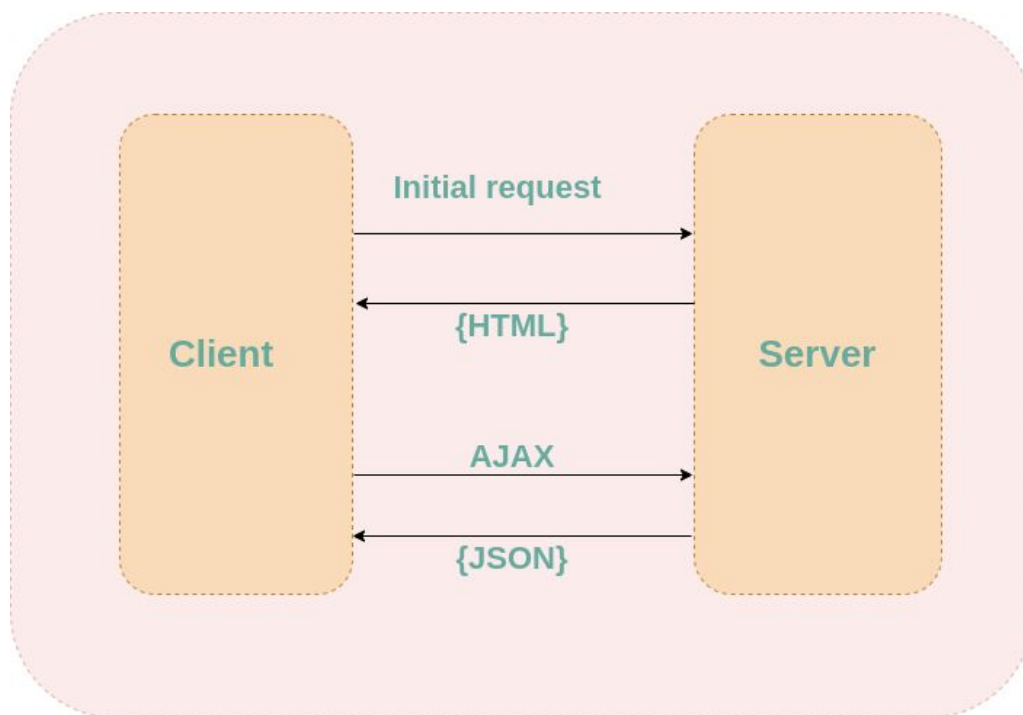 Initial request
{HTML}
Client
Server
AJAX
{JSON}